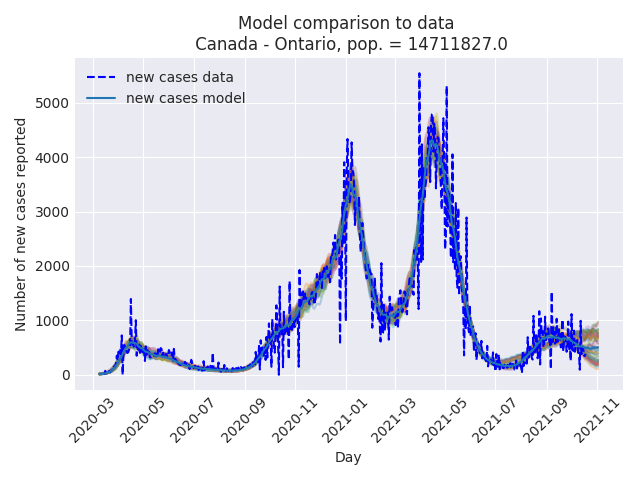 Model comparison to data
Canada - Ontario, pop. = 14711827.0
new cases data
new cases model
Number of new cases reported
5000
4000
3000
2000
1000
0
2020-03
2020-05
2020-07
2020-09
2020-11
2021-01
2021-03
2021-05
2021-07
2021-09
2021-11
Day